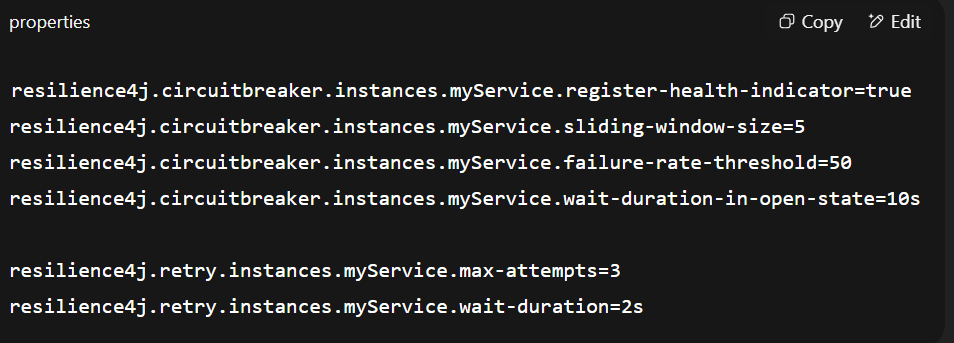 properties
Copy
Edit
resilience4j.circuitbreaker.instances.myService.register-health-indicator=true
resilience4j.circuitbreaker.instances.myService.sliding-window-size=5
resilience4j.circuitbreaker.instances.myService.failure-rate-threshold=50
resilience4j.circuitbreaker.instances.myService.wait-duration-in-open-state=10s
resilience4j.retry.instances.myService.max-attempts=3
resilience4j.retry.instances.myService.wait-duration=2s